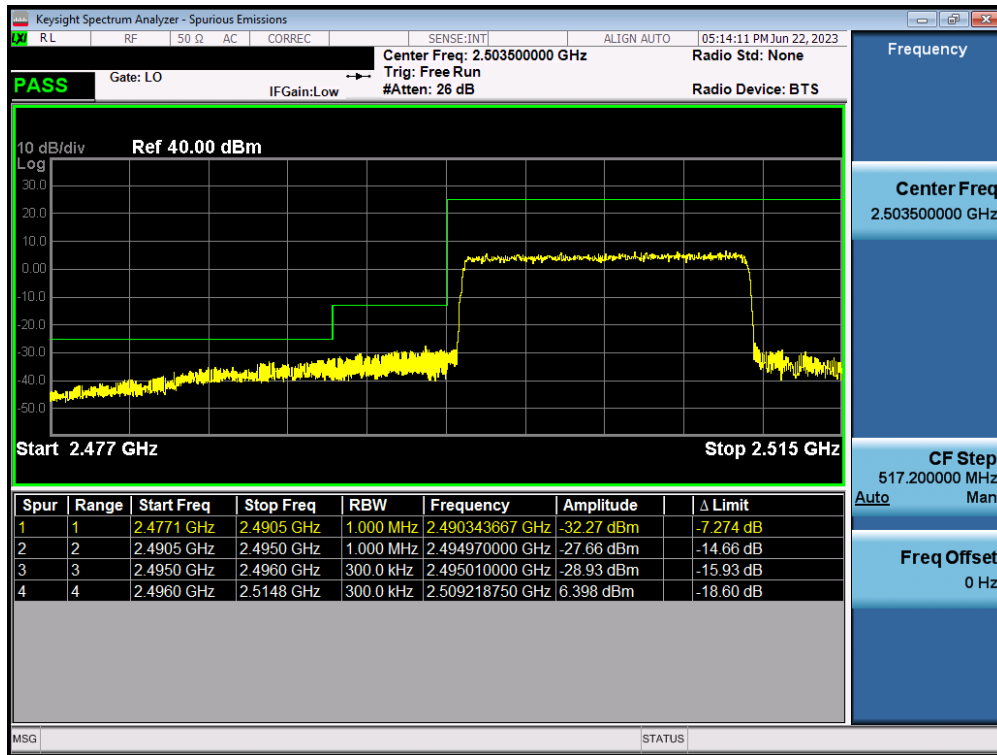 Keysight Spectrum Analyzer - Spurious Emissions
LXI RL RF 50 Ω AC CORREC SENSE:INT ALIGN AUTO 05:14:11 PM Jun 22, 2023
Center Freq: 2.503500000 GHz Radio Std: None
Trig: Free Run
PASS Gate: LO IFGain:Low #Atten: 26 dB Radio Device: BTS
10 dB/div Ref 40.00 dBm
Log
30.0
20.0
10.0
0.00
-10.0
-20.0
-30.0
-40.0
-50.0
Start 2.477 GHz Stop 2.515 GHz
Spur Range Start Freq Stop Freq RBW Frequency Amplitude Δ Limit
1 1 2.4771 GHz 2.4905 GHz 1.000 MHz 2.490343667 GHz -32.27 dBm -7.274 dB
2 2 2.4905 GHz 2.4950 GHz 1.000 MHz 2.494970000 GHz -27.66 dBm -14.66 dB
3 3 2.4950 GHz 2.4960 GHz 300.0 kHz 2.495010000 GHz -28.93 dBm -15.93 dB
4 4 2.4960 GHz 2.5148 GHz 300.0 kHz 2.509218750 GHz 6.398 dBm -18.60 dB
MSG STATUS
Frequency
Center Freq
2.503500000 GHz
CF Step
517.200000 MHz
Auto Man
Freq Offset
0 Hz